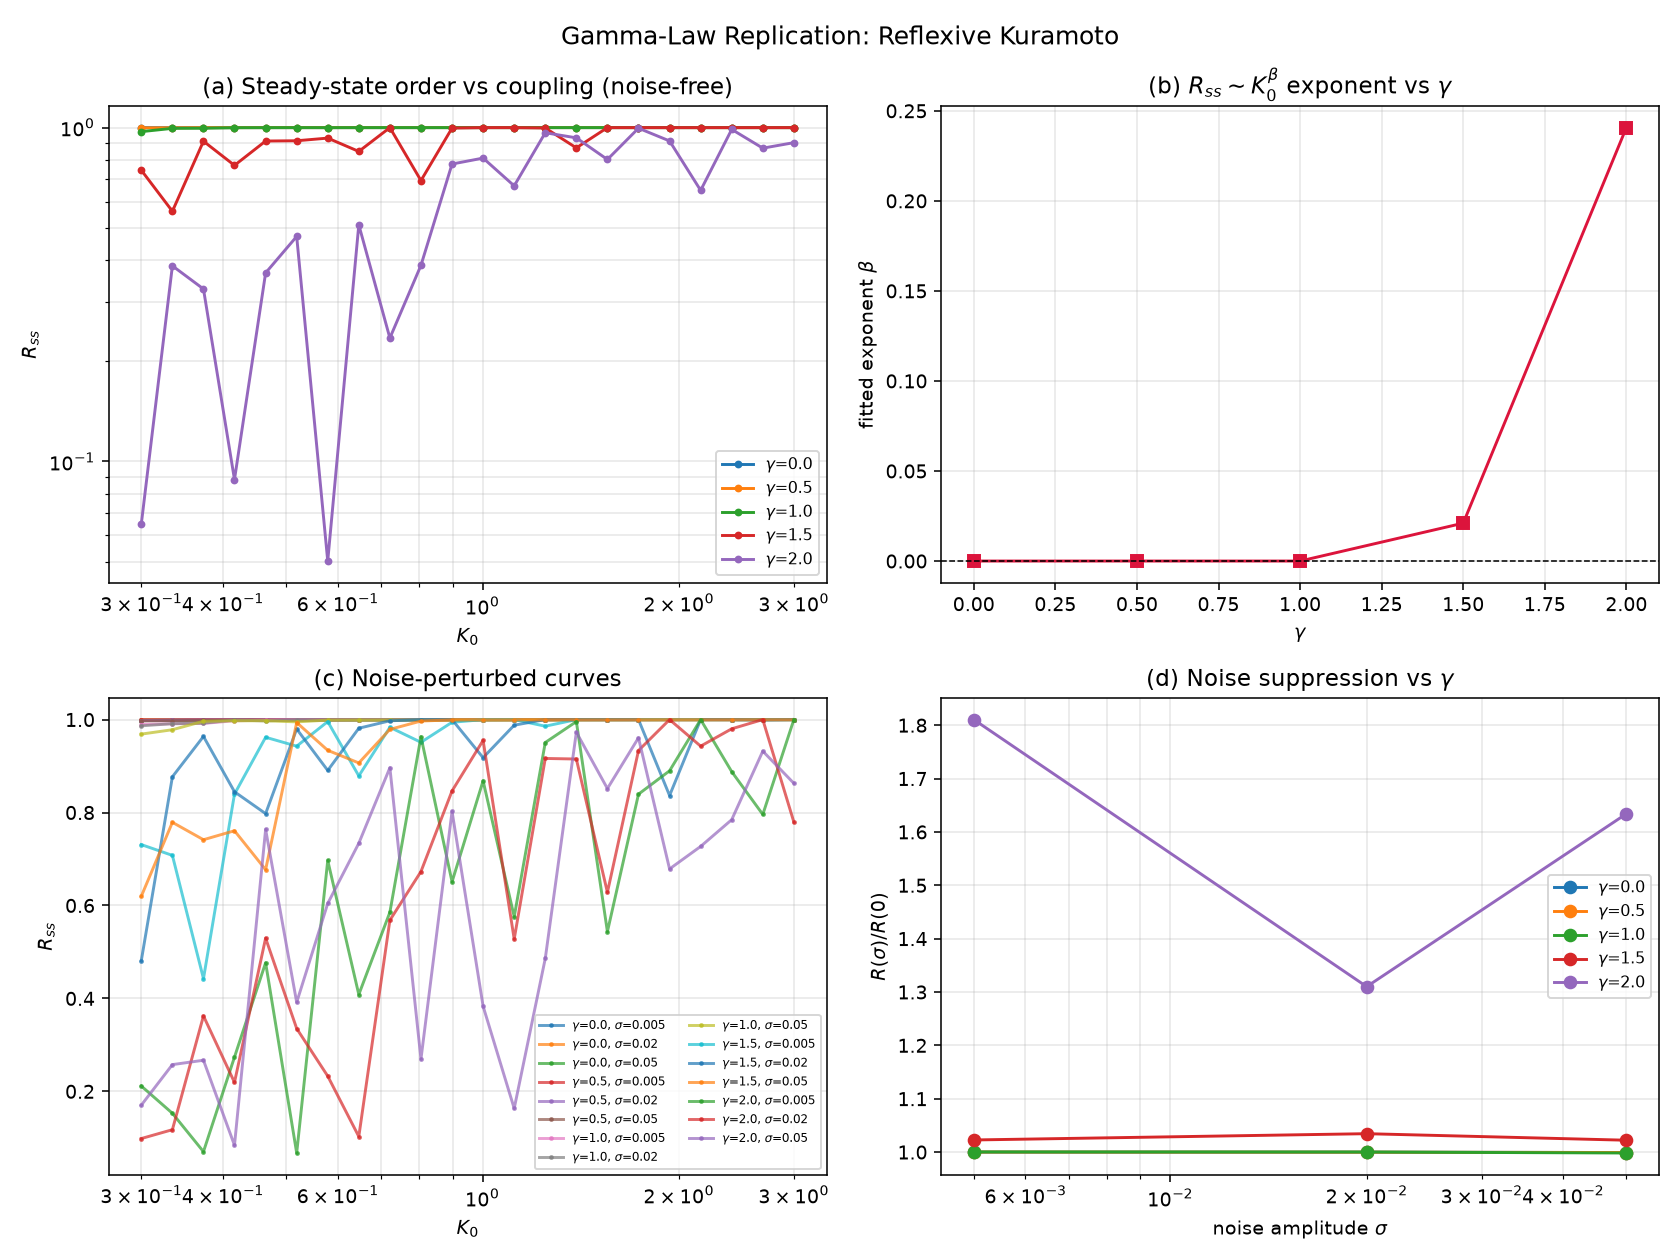 Gamma-Law Replication: Reflexive Kuramoto
(a) Steady-state order vs coupling (noise-free)
10⁰
10⁻¹
R_ss
3 × 10⁻¹
4 × 10⁻¹
6 × 10⁻¹
10⁰
2 × 10⁰
3 × 10⁰
K₀
γ=0.0
γ=0.5
γ=1.0
γ=1.5
γ=2.0
(b) R_ss ~ K₀^β exponent vs γ
0.25
0.20
0.15
0.10
0.05
0.00
fitted exponent β
0.00 0.25 0.50 0.75 1.00 1.25 1.50 1.75 2.00
γ
(c) Noise-perturbed curves
1.0
0.8
0.6
0.4
0.2
R_ss
3 × 10⁻¹
4 × 10⁻¹
6 × 10⁻¹
10⁰
2 × 10⁰
3 × 10⁰
K₀
γ=0.0, σ=0.005
γ=0.0, σ=0.02
γ=0.0, σ=0.05
γ=0.5, σ=0.005
γ=0.5, σ=0.02
γ=0.5, σ=0.05
γ=1.0, σ=0.005
γ=1.0, σ=0.02
γ=1.0, σ=0.05
γ=1.5, σ=0.005
γ=1.5, σ=0.02
γ=1.5, σ=0.05
γ=2.0, σ=0.005
γ=2.0, σ=0.02
γ=2.0, σ=0.05
(d) Noise suppression vs γ
1.8
1.7
1.6
1.5
1.4
1.3
1.2
1.1
1.0
R(σ)/R(0)
6 × 10⁻³
10⁻²
2 × 10⁻²
3 × 10⁻²
4 × 10⁻²
noise amplitude σ
γ=0.0
γ=0.5
γ=1.0
γ=1.5
γ=2.0